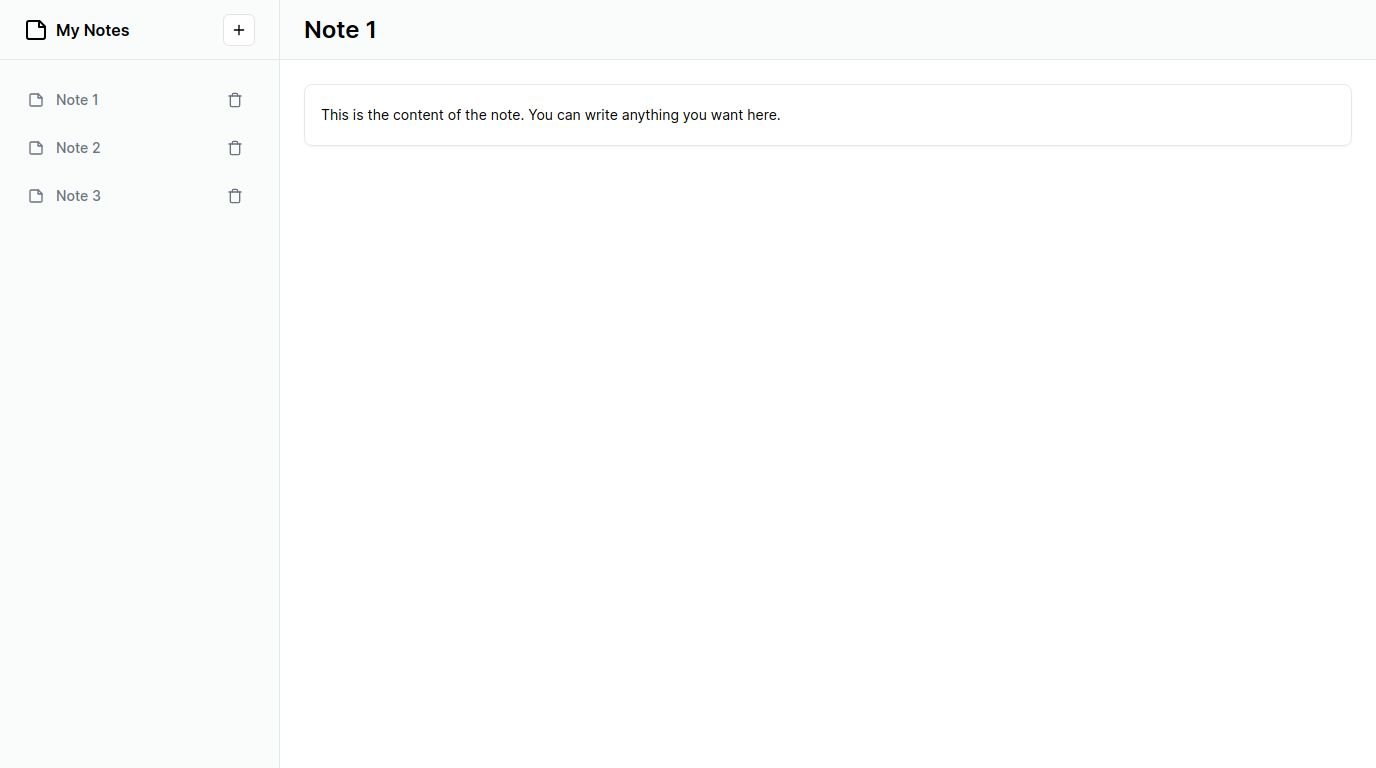 My Notes
Note 1
Note 2
Note 3
Note 1
This is the content of the note. You can write anything you want here.